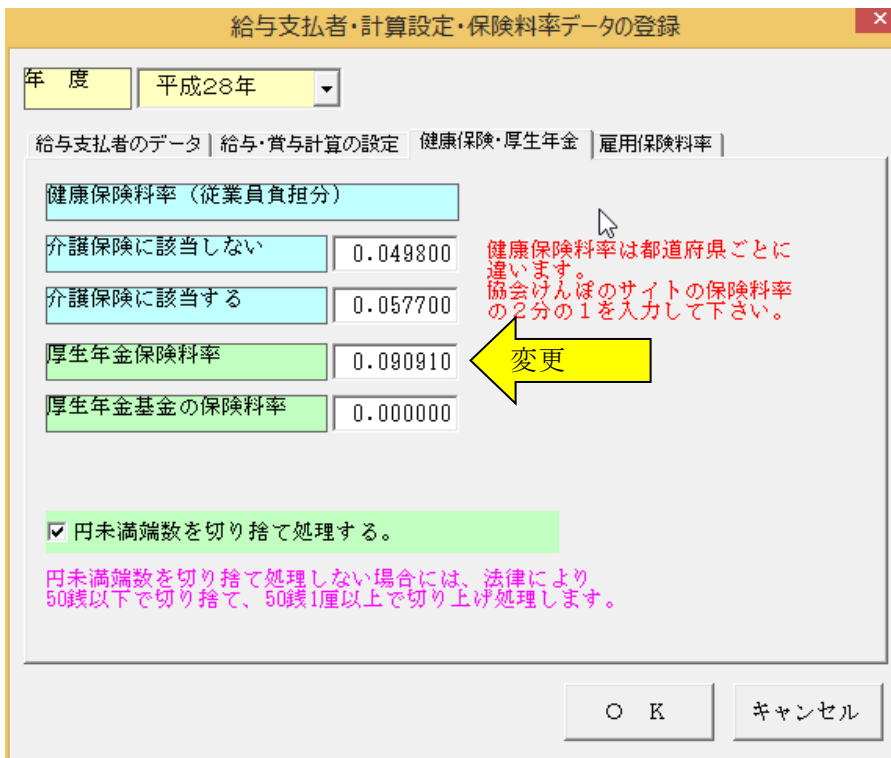 給与支払者・計算設定・保険料率データの登録
年　度
平成28年
給与支払者のデータ
給与・賞与計算の設定
健康保険・厚生年金
雇用保険料率
健康保険料率（従業員負担分）
介護保険に該当しない
0.049800
健康保険料率は都道府県ごとに
違います。
協会けんぽのサイトの保険料率
の２分の１を入力して下さい。
介護保険に該当する
0.057700
厚生年金保険料率
0.090910
変更
厚生年金基金の保険料率
0.000000
円未満端数を切り捨て処理する。
円未満端数を切り捨て処理しない場合には、法律により
50銭以下で切り捨て、50銭1厘以上で切り上げ処理します。
ＯＫ
キャンセル